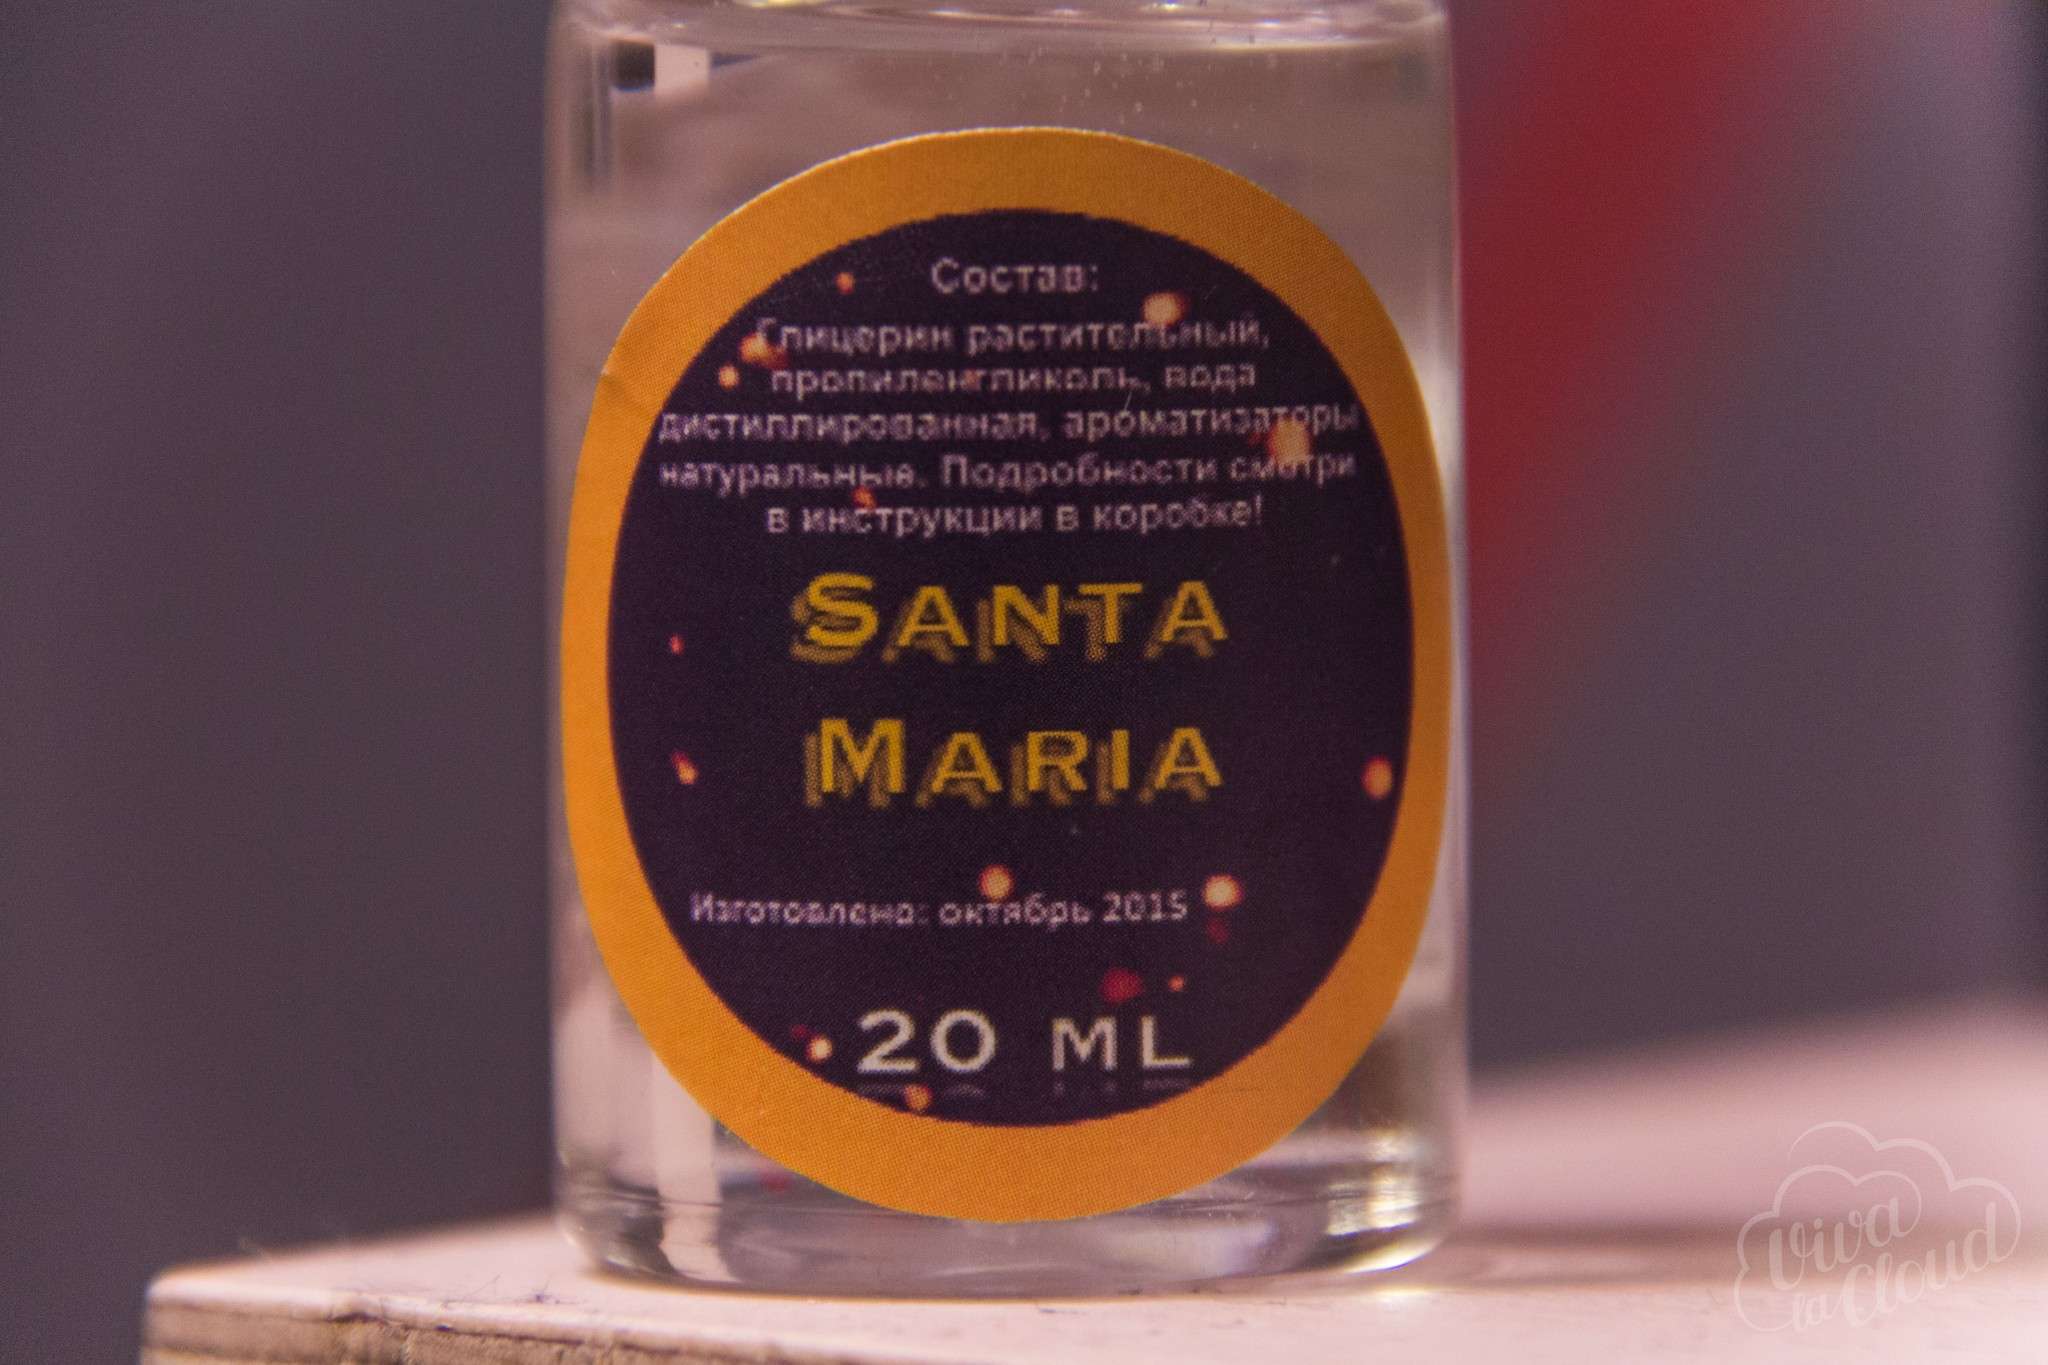 Состав:
Глицерин растительный,
пропиленгликоль, вода
дистиллированная, ароматизаторы
натуральные. Подробности смотри
в инструкции в коробке!
SANTA
MARIA
Изготовлено: октябрь 2015
20 ML
Viva
la Cloud